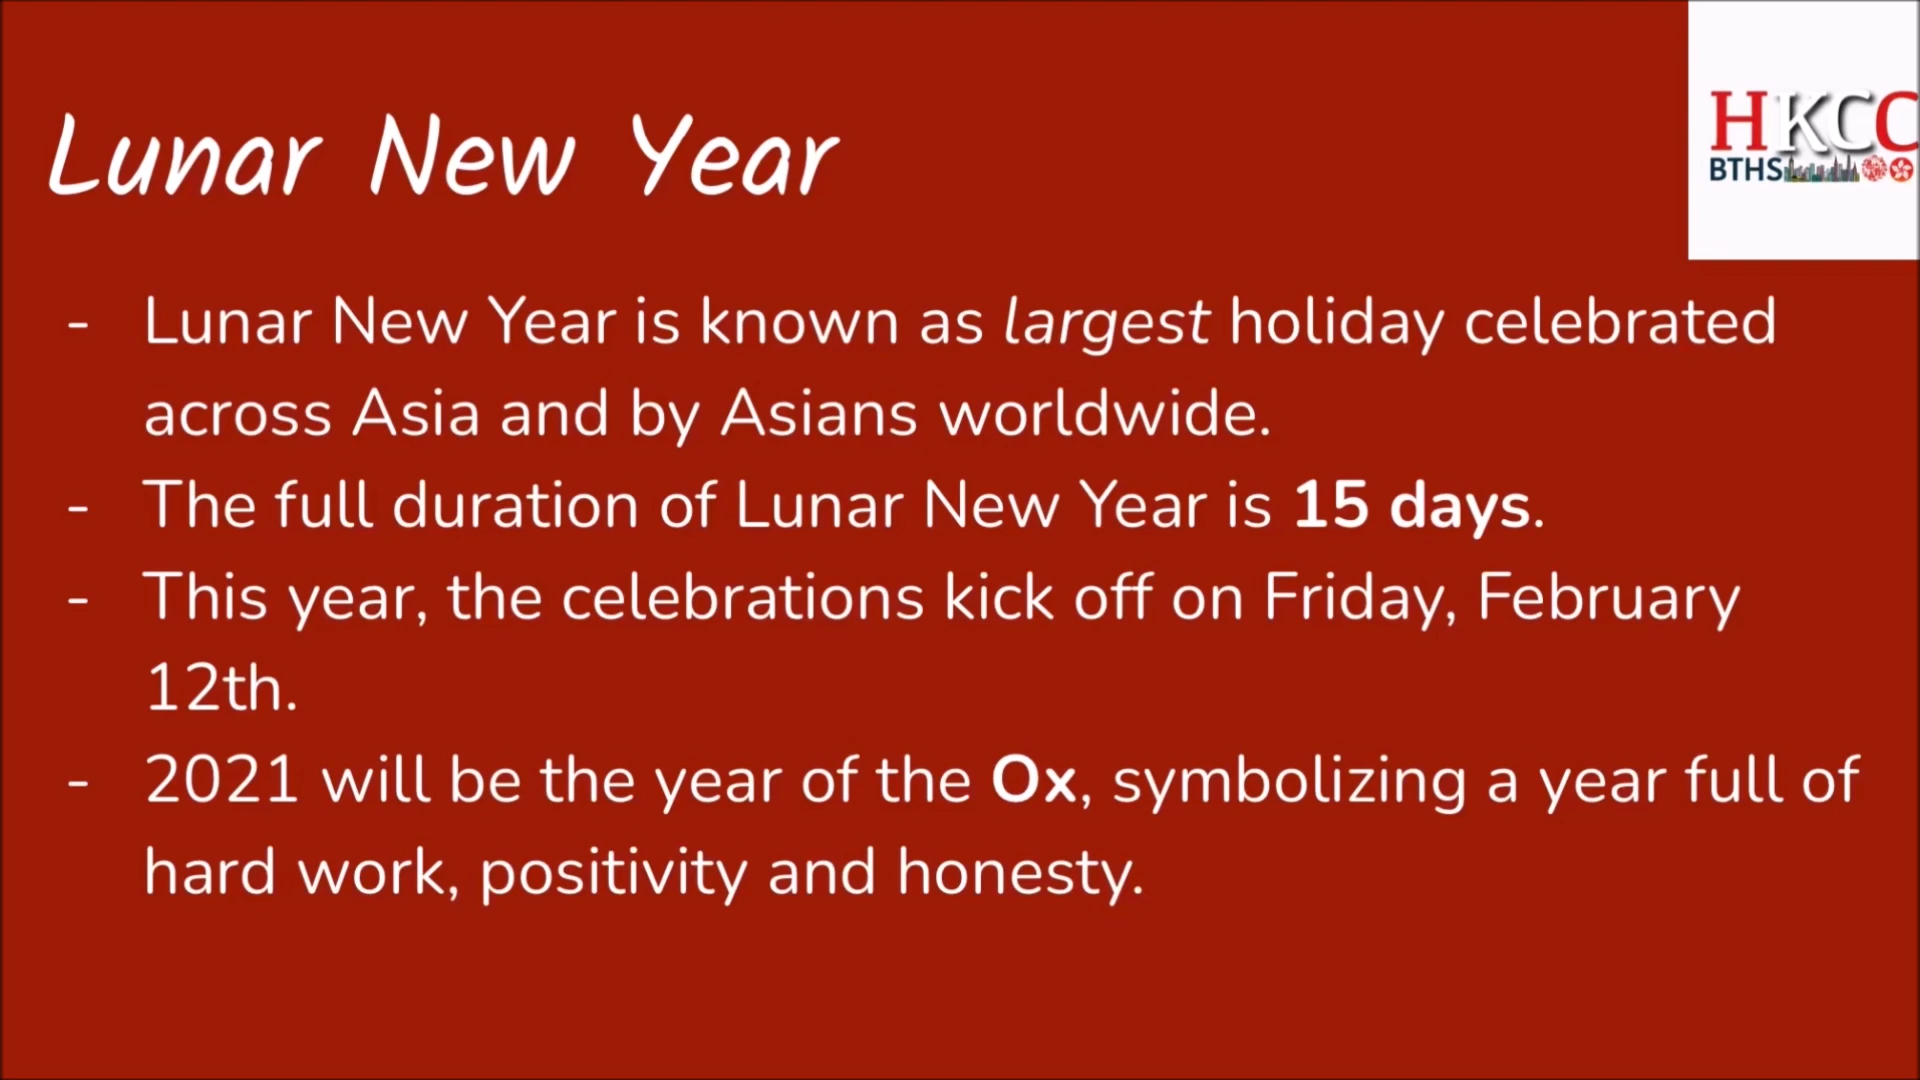 Lunar New Year
HKCC
BTHS
- Lunar New Year is known as largest holiday celebrated
across Asia and by Asians worldwide.
- The full duration of Lunar New Year is 15 days.
- This year, the celebrations kick off on Friday, February
12th.
- 2021 will be the year of the Ox, symbolizing a year full of
hard work, positivity and honesty.